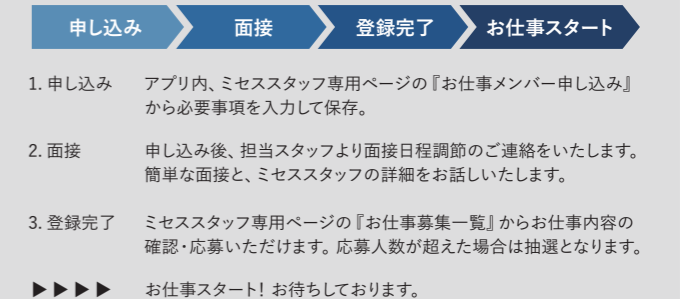 申し込み 面接 登録完了 お仕事スタート
1. 申し込み アプリ内、ミセススタッフ専用ページの『お仕事メンバー申し込み』
から必要事項を入力して保存。
2. 面接 申し込み後、担当スタッフより面接日程調節のご連絡をいたします。
簡単な面接と、ミセススタッフの詳細をお話しいたします。
3. 登録完了 ミセススタッフ専用ページの『お仕事募集一覧』からお仕事内容の
確認・応募いただけます。応募人数が超えた場合は抽選となります。
▶▶▶▶ お仕事スタート！お待ちしております。